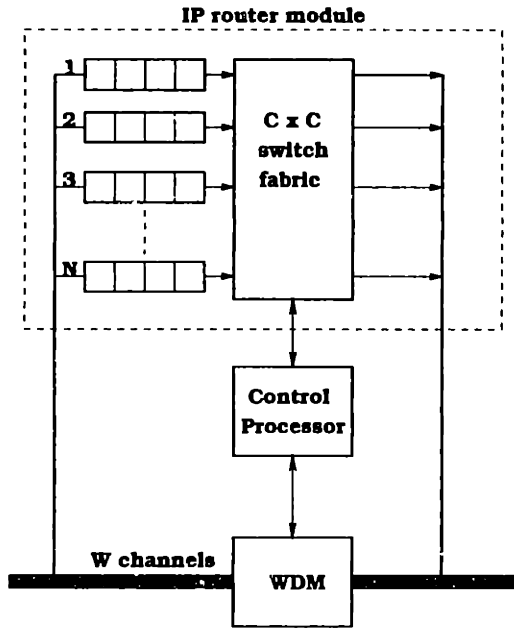 IP router module
1
2
3
N
C x C
switch
fabric
Control
Processor
W channels
WDM